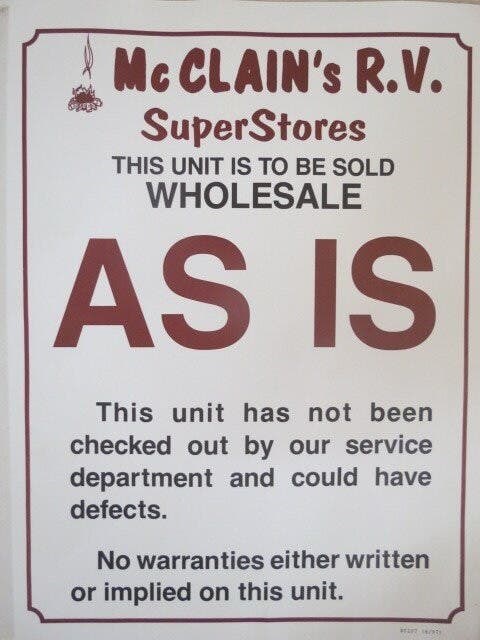 McCLAIN's R.V.
SuperStores
THIS UNIT IS TO BE SOLD
WHOLESALE
AS IS
This unit has not been
checked out by our service
department and could have
defects.
No warranties either written
or implied on this unit.